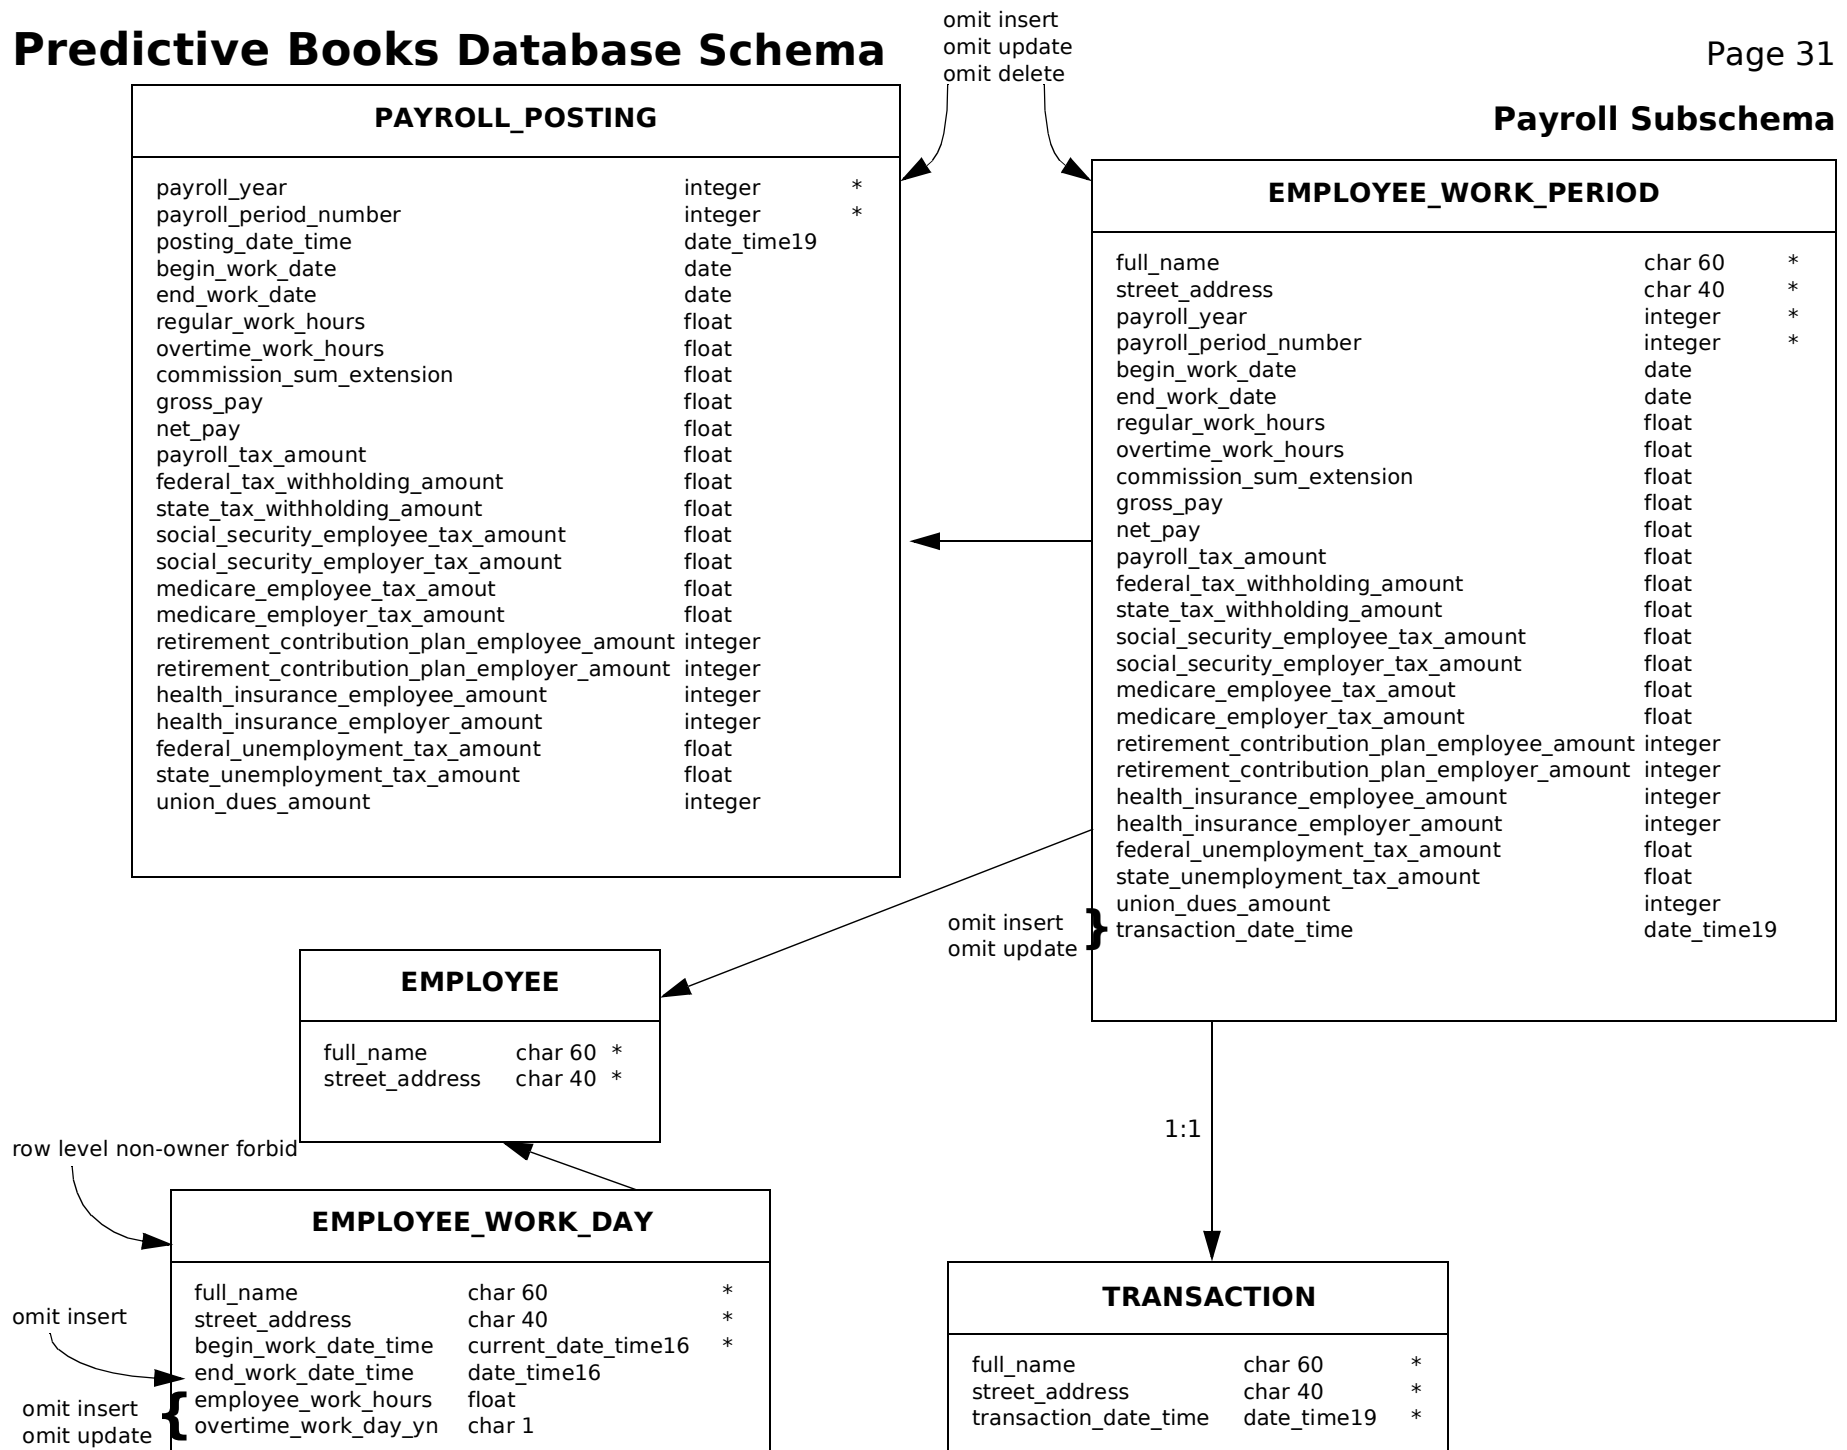 Predictive Books Database Schema
Page 31
Payroll Subschema
omit insert
omit update
omit delete
PAYROLL_POSTING
payroll_year integer *
payroll_period_number integer *
posting_date_time date_time19
begin_work_date date
end_work_date date
regular_work_hours float
overtime_work_hours float
commission_sum_extension float
gross_pay float
net_pay float
payroll_tax_amount float
federal_tax_withholding_amount float
state_tax_withholding_amount float
social_security_employee_tax_amount float
social_security_employer_tax_amount float
medicare_employee_tax_amout float
medicare_employer_tax_amount float
retirement_contribution_plan_employee_amount integer
retirement_contribution_plan_employer_amount integer
health_insurance_employee_amount integer
health_insurance_employer_amount integer
federal_unemployment_tax_amount float
state_unemployment_tax_amount float
union_dues_amount integer
EMPLOYEE_WORK_PERIOD
full_name char 60 *
street_address char 40 *
payroll_year integer *
payroll_period_number integer *
begin_work_date date
end_work_date date
regular_work_hours float
overtime_work_hours float
commission_sum_extension float
gross_pay float
net_pay float
payroll_tax_amount float
federal_tax_withholding_amount float
state_tax_withholding_amount float
social_security_employee_tax_amount float
social_security_employer_tax_amount float
medicare_employee_tax_amout float
medicare_employer_tax_amount float
retirement_contribution_plan_employee_amount integer
retirement_contribution_plan_employer_amount integer
health_insurance_employee_amount integer
health_insurance_employer_amount integer
federal_unemployment_tax_amount float
state_unemployment_tax_amount float
union_dues_amount integer
transaction_date_time date_time19
omit insert
omit update
}
EMPLOYEE
full_name char 60 *
street_address char 40 *
1:1
row level non-owner forbid
EMPLOYEE_WORK_DAY
full_name char 60 *
street_address char 40 *
begin_work_date_time current_date_time16 *
end_work_date_time date_time16
employee_work_hours float
overtime_work_day_yn char 1
omit insert
omit insert
omit update
{
TRANSACTION
full_name char 60 *
street_address char 40 *
transaction_date_time date_time19 *